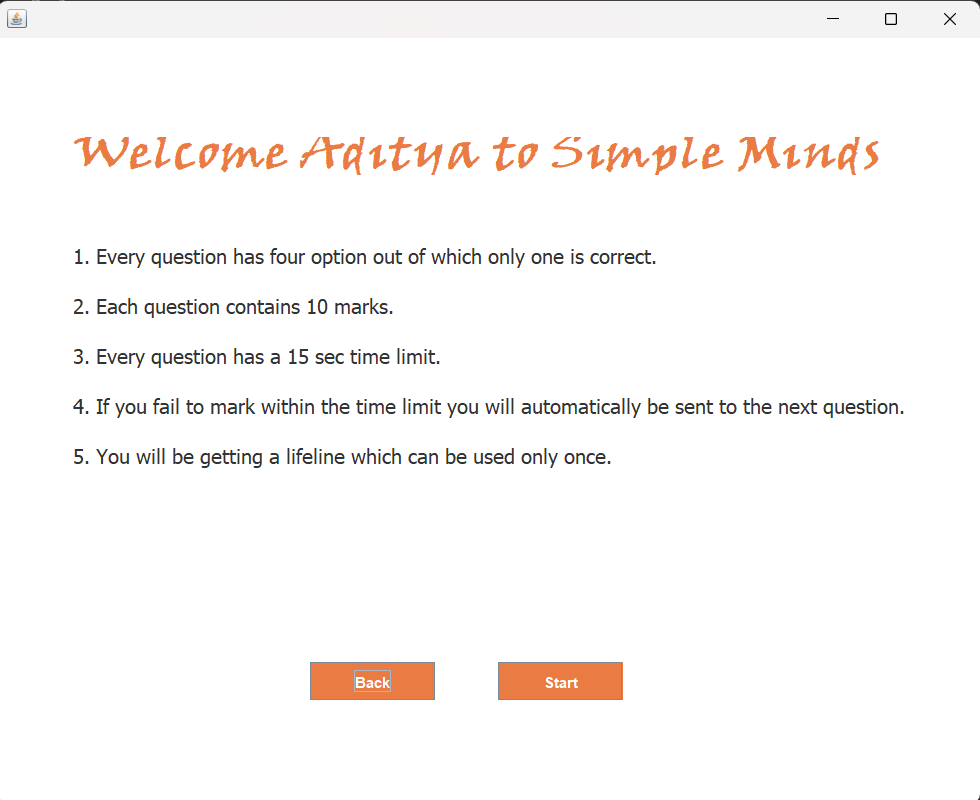 Welcome Aditya to Simple Minds
1. Every question has four option out of which only one is correct.
2. Each question contains 10 marks.
3. Every question has a 15 sec time limit.
4. If you fail to mark within the time limit you will automatically be sent to the next question.
5. You will be getting a lifeline which can be used only once.
Back Start